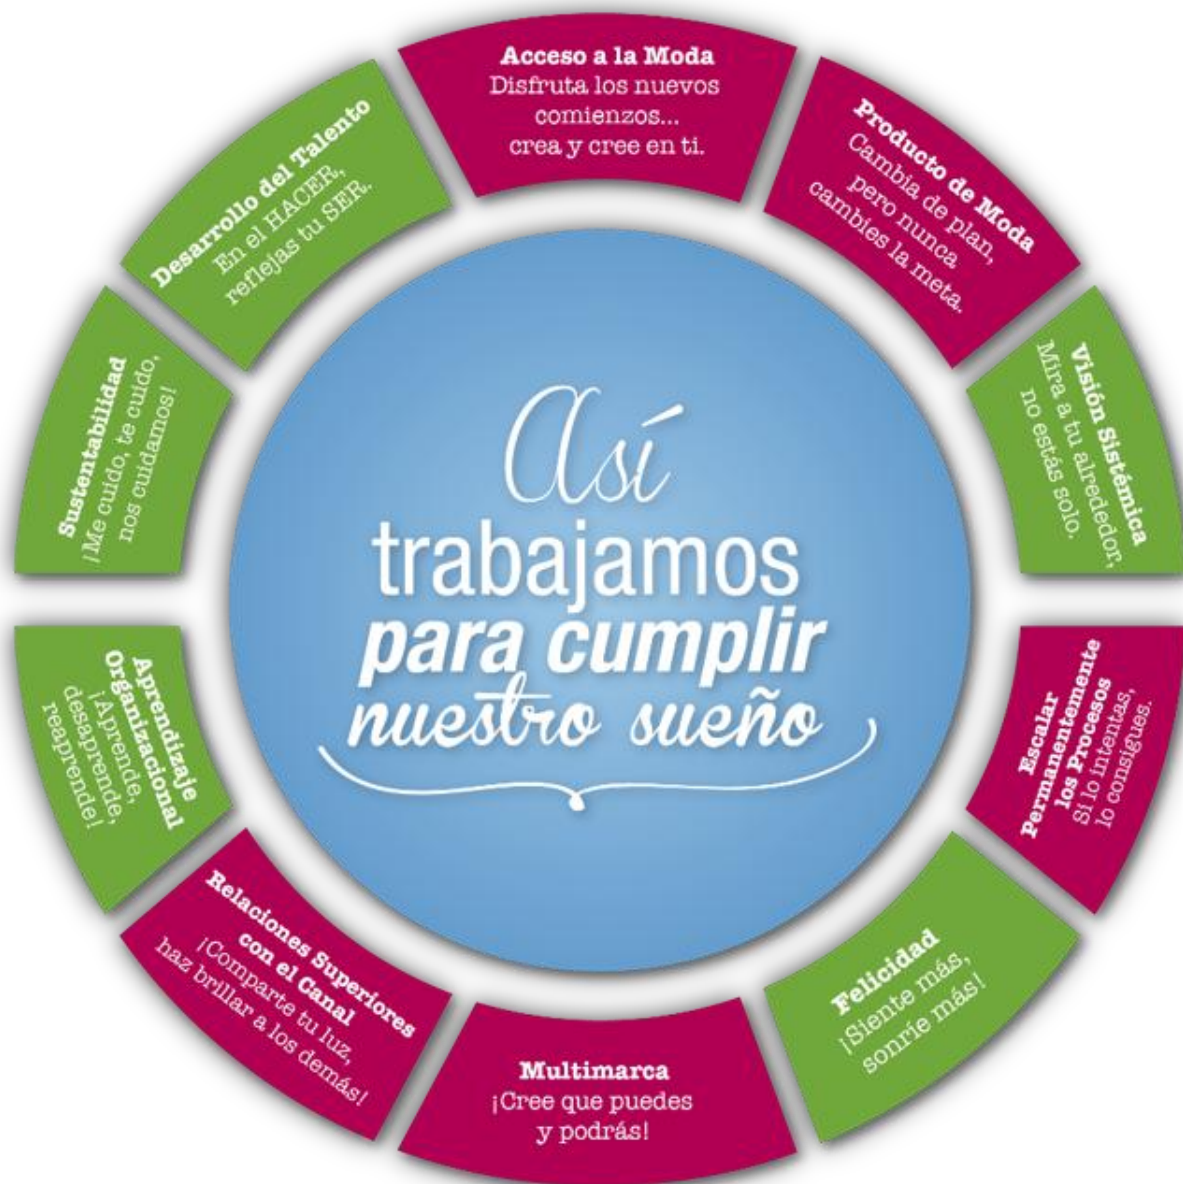 Así
trabajamos
para cumplir
nuestro sueño
Acceso a la Moda
Disfruta los nuevos
comienzos...
crea y cree en ti.
Producto de Moda
Cambia de plan,
pero nunca
cambies la meta.
Visión Sistémica
Mira a tu alrededor,
no estás solo.
Escalar
Permanentemente
los Procesos
Si lo intentas,
lo consigues.
Felicidad
¡Siente más,
sonríe más!
Multimarca
¡Cree que puedes
y podrás!
Relaciones Superiores
con el Canal
¡Comparte tu luz,
haz brillar a los demás!
Aprendizaje
Organizacional
¡Aprende,
desaprende,
reaprende!
Sustentabilidad
¡Me cuido, te cuido,
nos cuidamos!
Desarrollo del Talento
En el HACER,
reflejas tu SER.